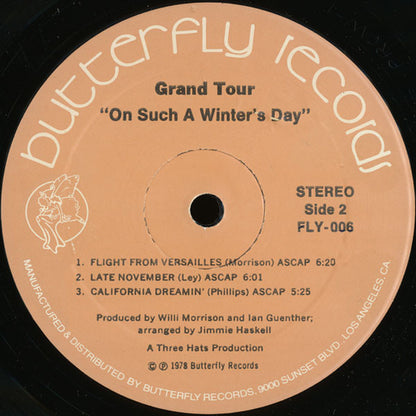 butterfly records
Grand Tour
"On Such A Winter's Day"
STEREO
Side 2
FLY-006
1. FLIGHT FROM VERSAILLES (Morrison) ASCAP 6:20
2. LATE NOVEMBER (Ley) ASCAP 6:01
3. CALIFORNIA DREAMIN' (Phillips) ASCAP 5:25
Produced by Willi Morrison and Ian Guenther;
arranged by Jimmie Haskell
A Three Hats Production
© ℗ 1978 Butterfly Records
MANUFACTURED & DISTRIBUTED BY BUTTERFLY RECORDS, 9000 SUNSET BLVD. LOS ANGELES, CA.